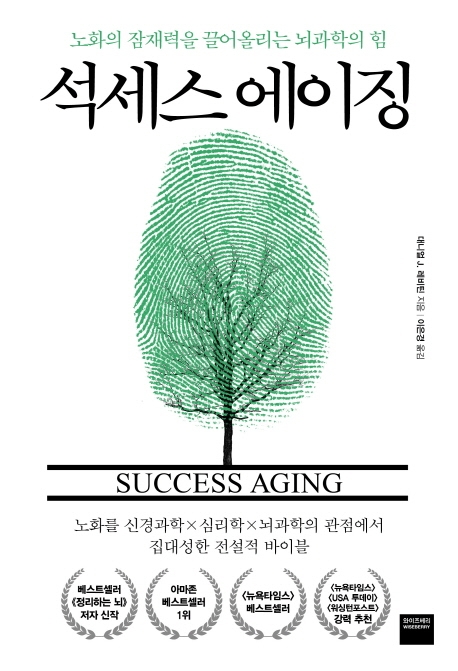 노화의 잠재력을 끌어올리는 뇌과학의 힘
석세스 에이징
대니얼 J. 레비틴 지음 | 이은경 옮김
SUCCESS AGING
노화를 신경과학×심리학×뇌과학의 관점에서
집대성한 전설적 바이블
베스트셀러
《정리하는 뇌》
저자 신작
아마존
베스트셀러
1위
〈뉴욕타임스〉
베스트셀러
〈뉴욕타임스〉
〈USA 투데이〉
〈워싱턴포스트〉
강력 추천
와이즈베리
WISEBERRY